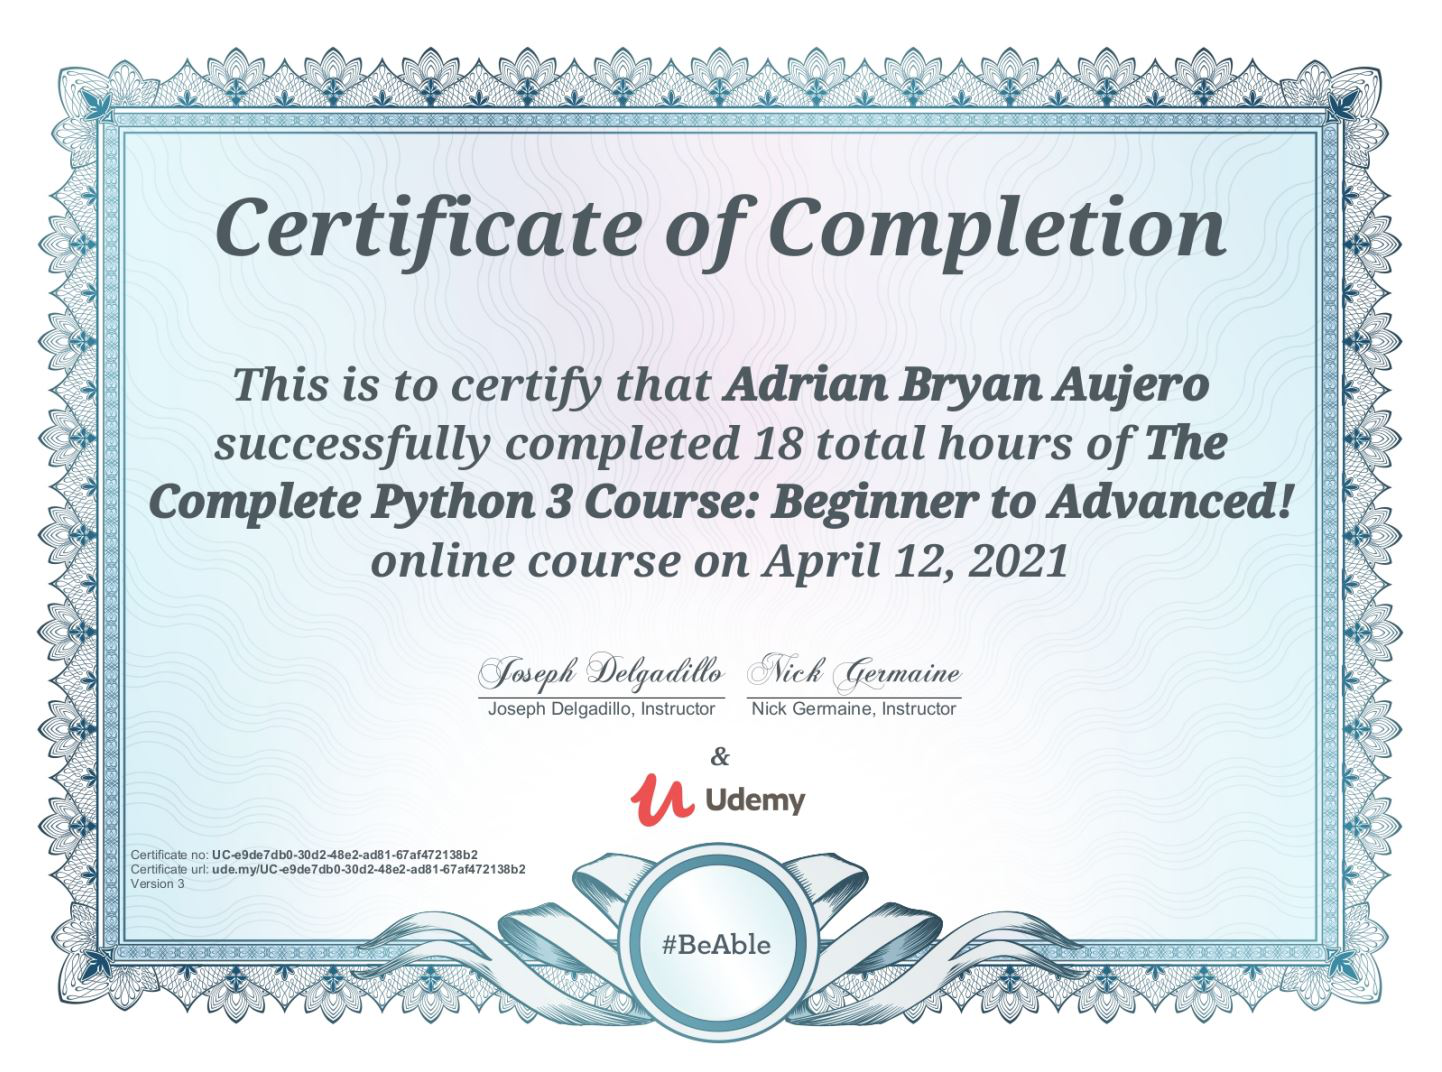 Certificate of Completion
This is to certify that Adrian Bryan Aujero
successfully completed 18 total hours of The
Complete Python 3 Course: Beginner to Advanced!
online course on April 12, 2021
Joseph Delgadillo Nick Germaine
Joseph Delgadillo, Instructor Nick Germaine, Instructor
&
Udemy
Certificate no: UC-e9de7db0-30d2-48e2-ad81-67af472138b2
Certificate url: ude.my/UC-e9de7db0-30d2-48e2-ad81-67af472138b2
Version 3
#BeAble